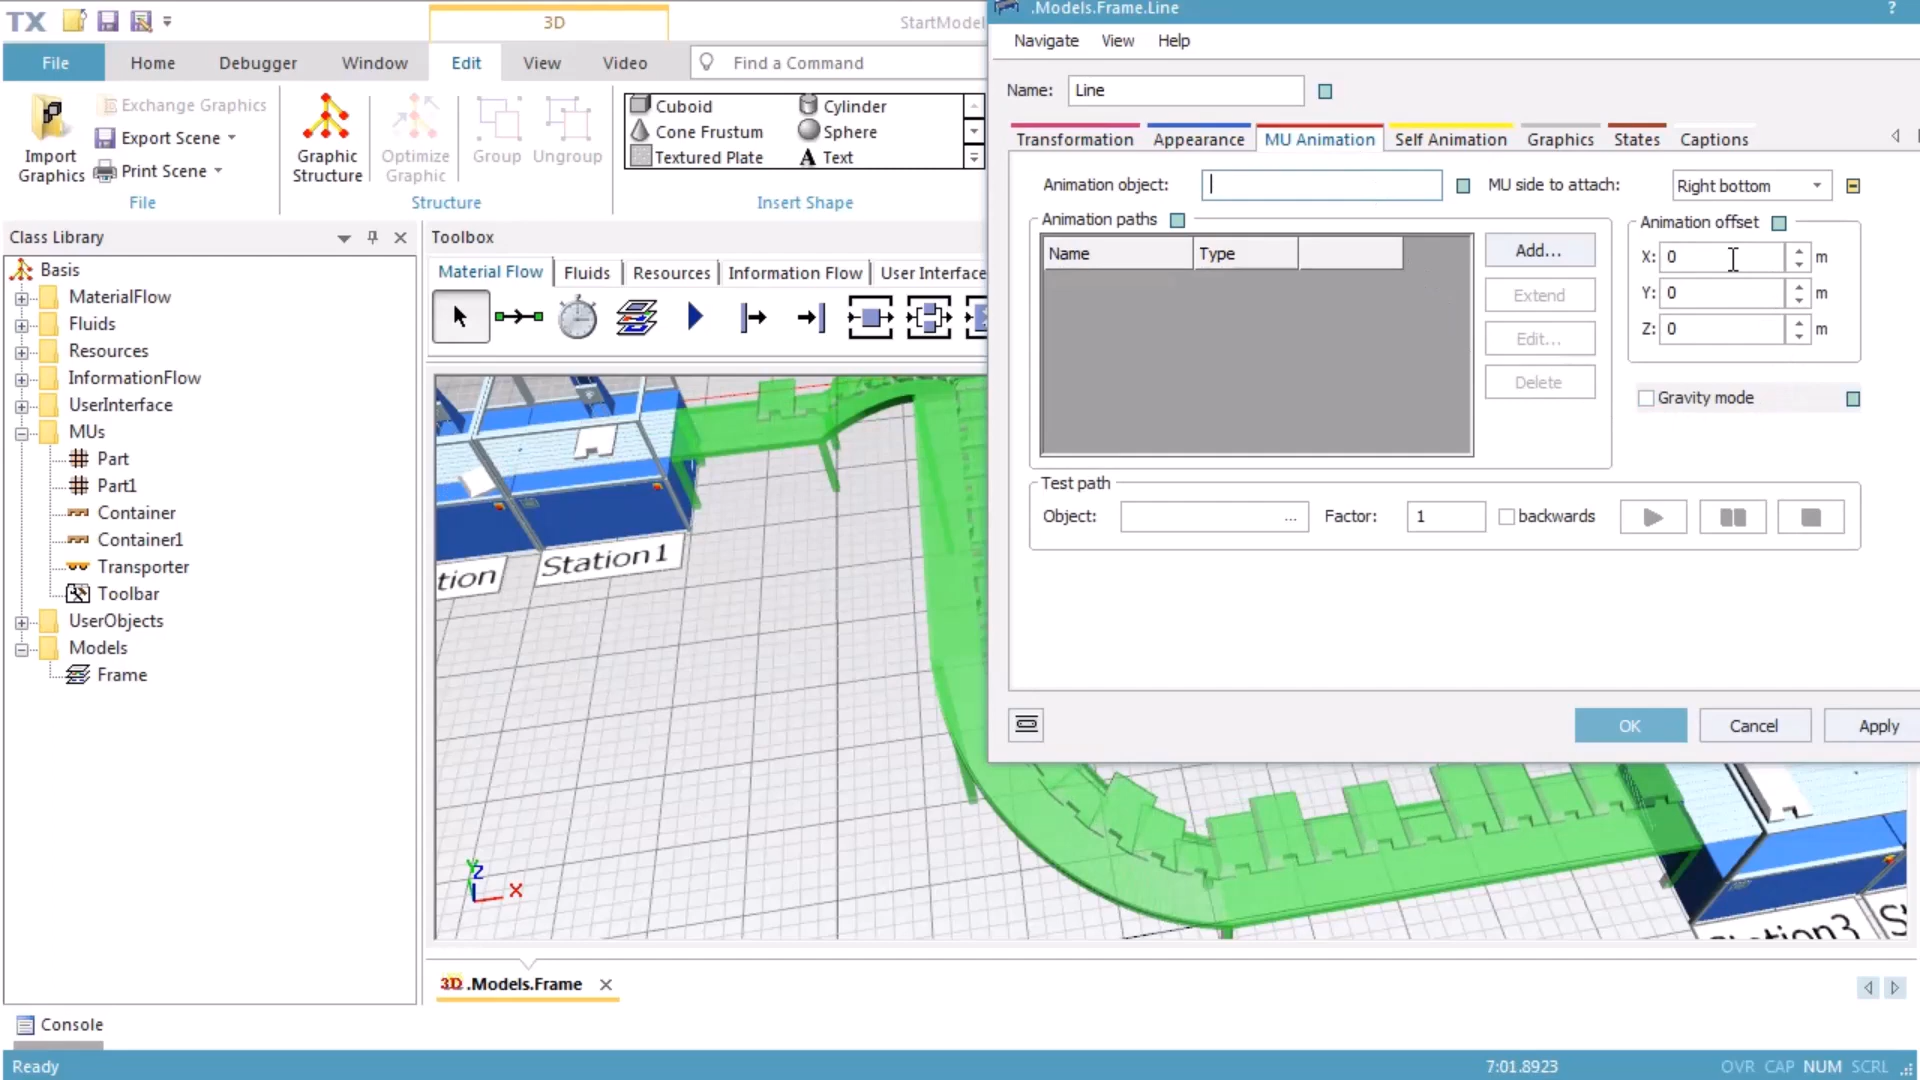 TX
3D
StartModel
.Models.Frame.Line
?
File
Home
Debugger
Window
Edit
View
Video
Find a Command
Navigate
View
Help
Import
Graphics
Exchange Graphics
Export Scene
Print Scene
Graphic
Structure
Optimize
Graphic
Group
Ungroup
Cuboid
Cylinder
Cone Frustum
Sphere
Textured Plate
A Text
File
Structure
Insert Shape
Name:
Line
Transformation
Appearance
MU Animation
Self Animation
Graphics
States
Captions
Animation object:
MU side to attach:
Right bottom
Animation paths
Name
Type
Add...
Extend
Edit...
Delete
Animation offset
X:
0
m
Y:
0
m
Z:
0
m
Gravity mode
Test path
Object:
...
Factor:
1
backwards
OK
Cancel
Apply
Class Library
Basis
MaterialFlow
Fluids
Resources
InformationFlow
UserInterface
MUs
Part
Part1
Container
Container1
Transporter
Toolbar
UserObjects
Models
Frame
Toolbox
Material Flow
Fluids
Resources
Information Flow
User Interface
tion
Station1
Station3
S
Z
X
3D .Models.Frame
Console
Ready
7:01.8923
OVR
CAP
NUM
SCRL